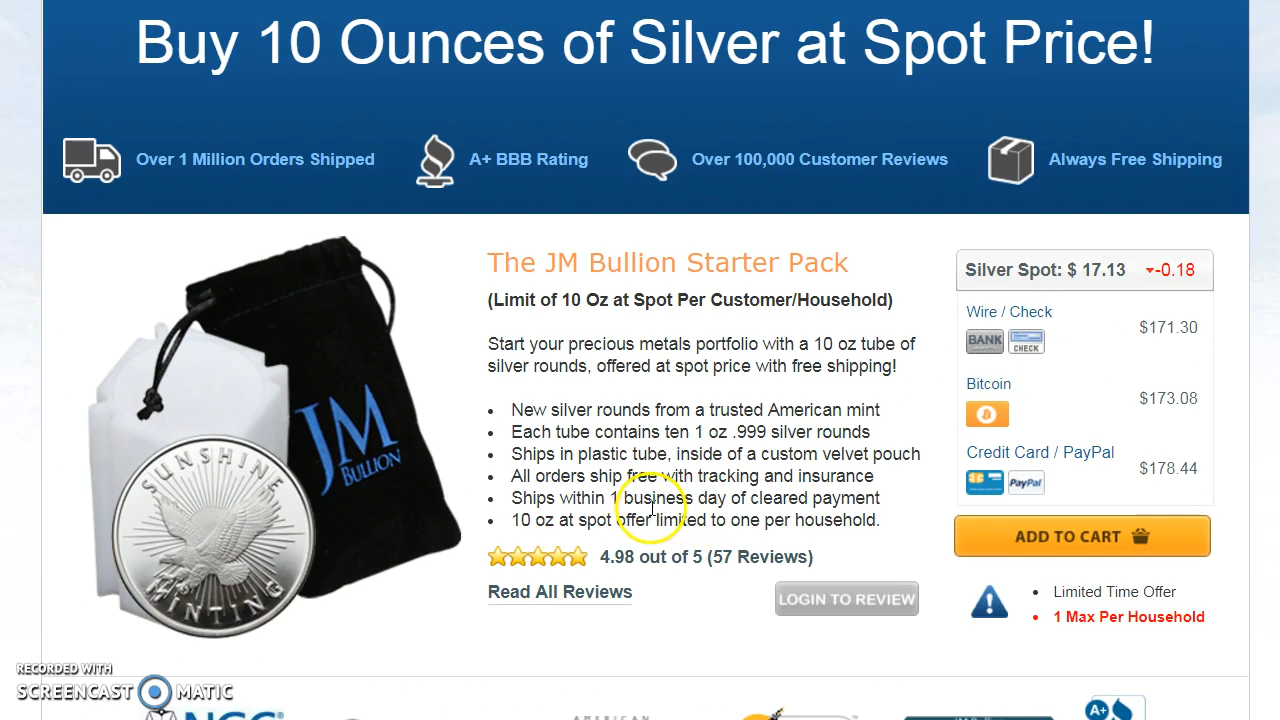 Buy 10 Ounces of Silver at Spot Price!
Over 1 Million Orders Shipped
A+ BBB Rating
Over 100,000 Customer Reviews
Always Free Shipping
The JM Bullion Starter Pack
(Limit of 10 Oz at Spot Per Customer/Household)
Start your precious metals portfolio with a 10 oz tube of
silver rounds, offered at spot price with free shipping!
• New silver rounds from a trusted American mint
• Each tube contains ten 1 oz .999 silver rounds
• Ships in plastic tube, inside of a custom velvet pouch
• All orders ship free with tracking and insurance
• Ships within 1 business day of cleared payment
• 10 oz at spot offer limited to one per household.
4.98 out of 5 (57 Reviews)
Read All Reviews
LOGIN TO REVIEW
JM
BULLION
SUNSHINE
MINTING
Silver Spot: $ 17.13 -0.18
Wire / Check
BANK
CHECK
$171.30
Bitcoin
$173.08
Credit Card / PayPal
PayPal
$178.44
ADD TO CART
• Limited Time Offer
• 1 Max Per Household
RECORDED WITH
SCREENCAST MATIC
NGC
AMERICAN
A+